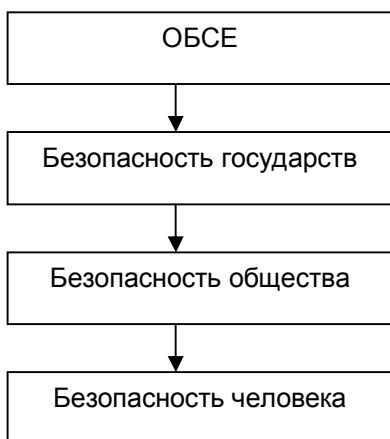 ОБСЕ
Безопасность государств
Безопасность общества
Безопасность человека